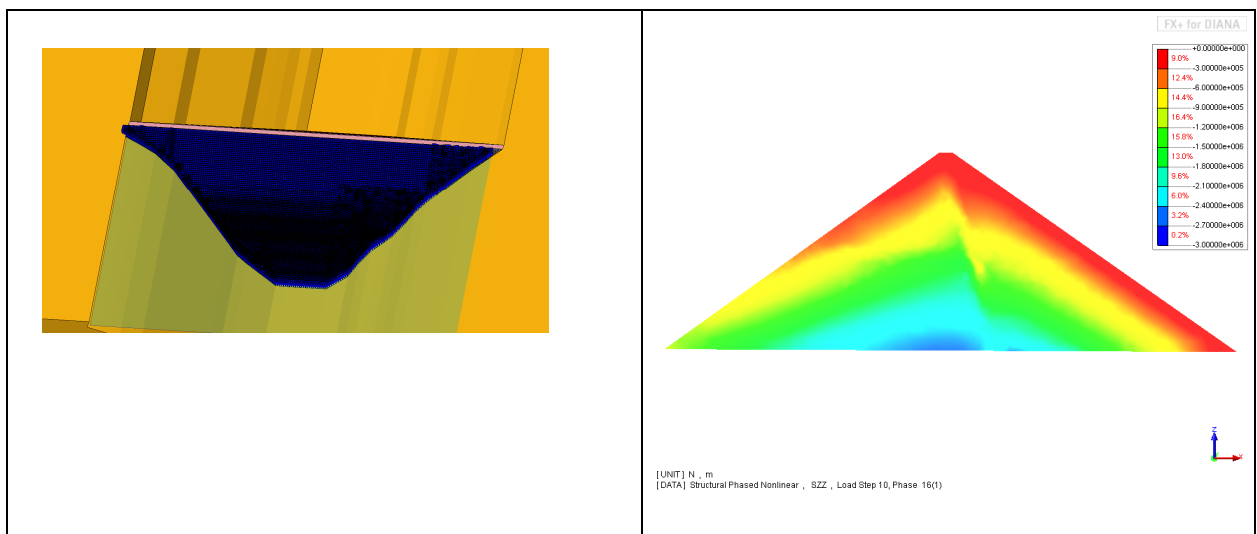 FX+ for DIANA
+0.00000e+000
9.0%
-3.00000e+005
12.4%
-6.00000e+005
14.4%
-9.00000e+005
16.4%
-1.20000e+006
15.8%
-1.50000e+006
13.0%
-1.80000e+006
9.6%
-2.10000e+006
6.0%
-2.40000e+006
3.2%
-2.70000e+006
0.2%
-3.00000e+006
Z
X
[UNIT] N , m
[DATA] Structural Phased Nonlinear , SZZ , Load Step 10, Phase 16(1)